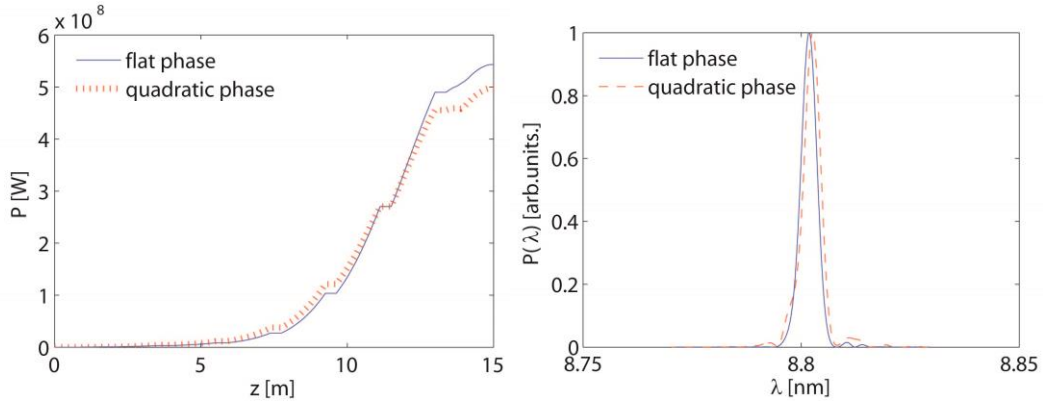 x 10 8
6
flat phase
quadratic phase
5
4
3
2
1
0
P [W]
0
5
10
15
z [m]
1
flat phase
quadratic phase
0.8
0.6
0.4
0.2
0
P( λ) [arb.units.]
8.75
8.8
8.85
λ [nm]